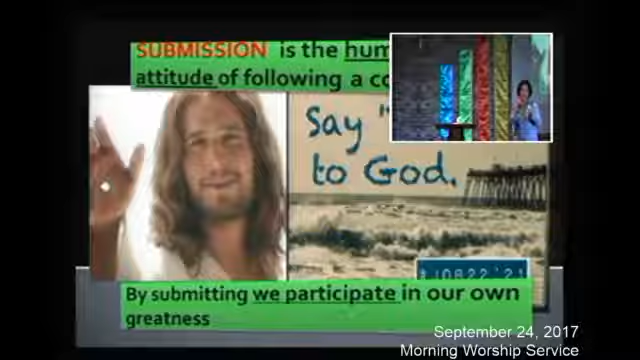 SUBMISSION is the hum
attitude of following a co
Say "
to God.
By submitting we participate in our own
greatness
September 24, 2017
Morning Worship Service